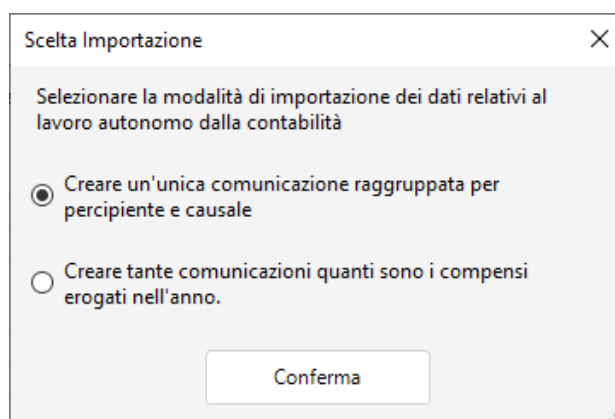 Scelta Importazione
Selezionare la modalità di importazione dei dati relativi al
lavoro autonomo dalla contabilità
Creare un'unica comunicazione raggruppata per
percipiente e causale
Creare tante comunicazioni quanti sono i compensi
erogati nell'anno.
Conferma